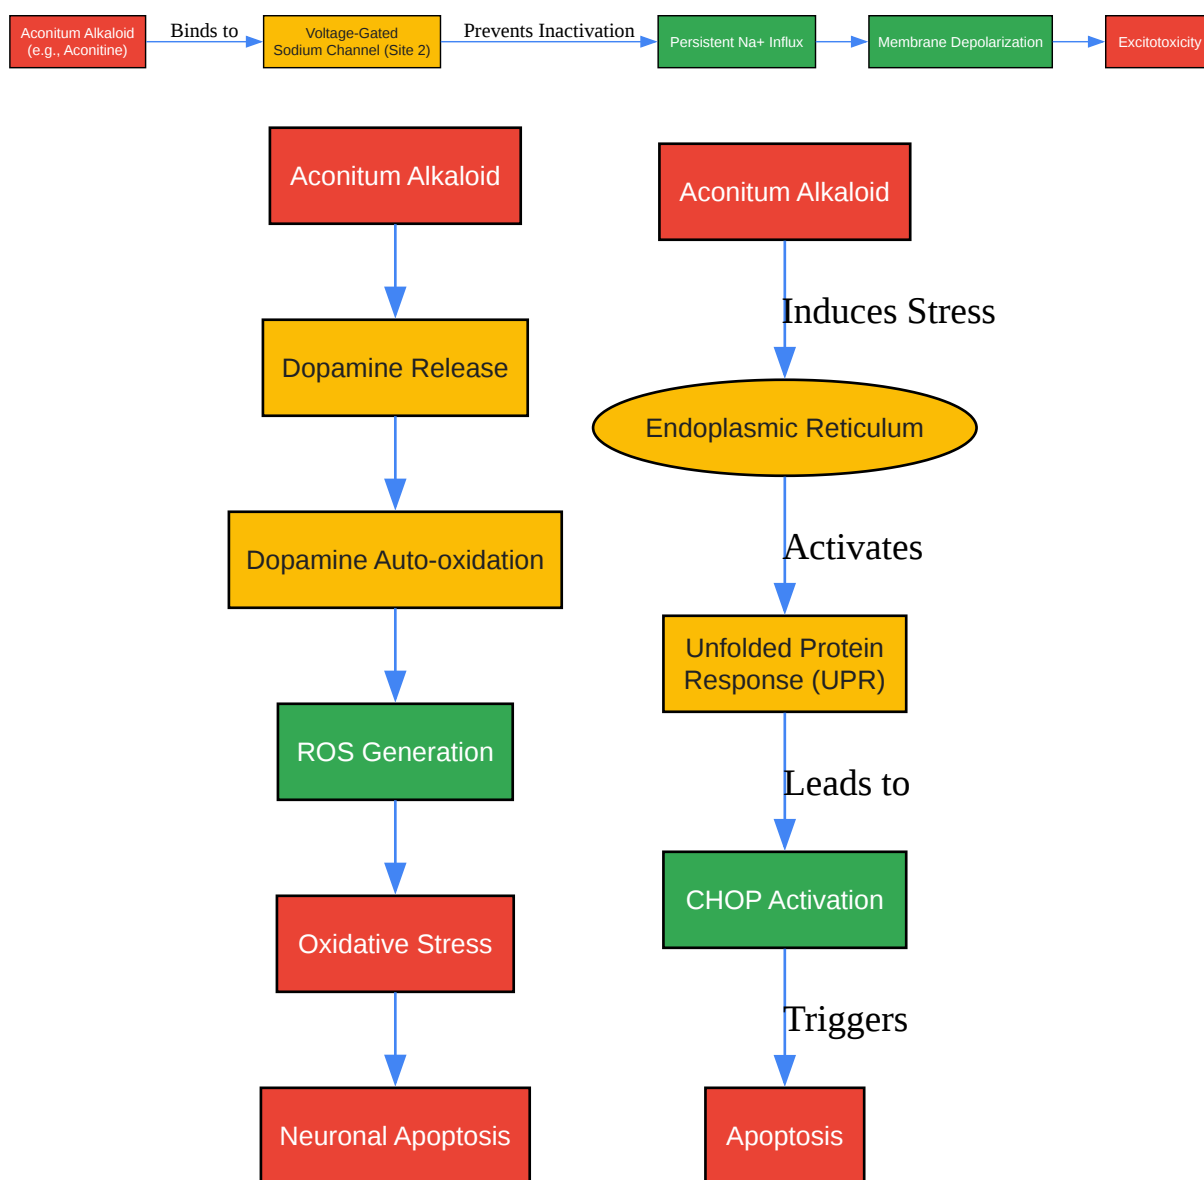 Aconitum Alkaloid
(e.g., Aconitine)
Binds to
Voltage-Gated
Sodium Channel (Site 2)
Prevents Inactivation
Persistent Na+ Influx
Membrane Depolarization
Excitotoxicity
Aconitum Alkaloid
Dopamine Release
Dopamine Auto-oxidation
ROS Generation
Oxidative Stress
Neuronal Apoptosis
Aconitum Alkaloid
Induces Stress
Endoplasmic Reticulum
Activates
Unfolded Protein
Response (UPR)
Leads to
CHOP Activation
Triggers
Apoptosis